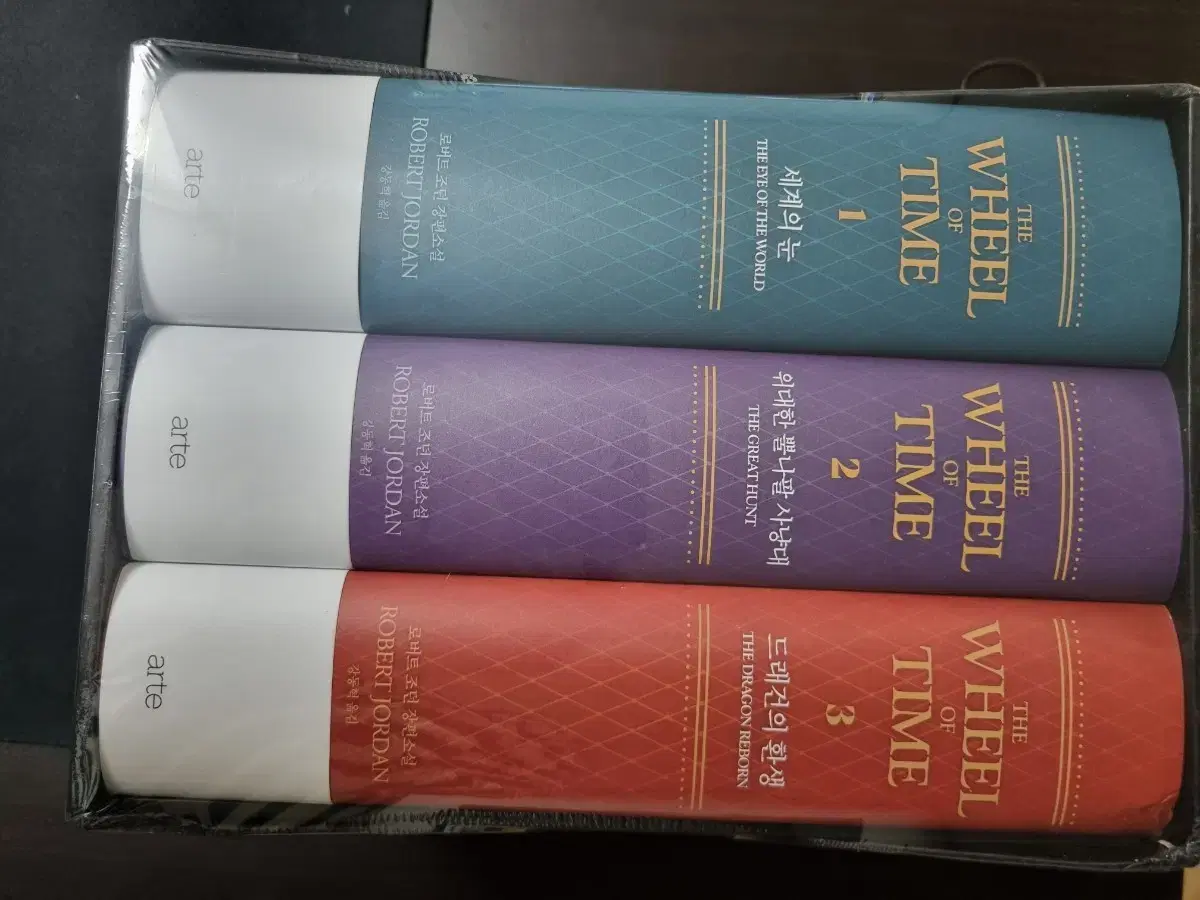 THE
WHEEL
OF
TIME
1
세계의 눈
THE EYE OF THE WORLD
로버트 조던 장편소설
ROBERT JORDAN
강동혁 옮김
arte
THE
WHEEL
OF
TIME
2
위대한 뿔나팔 사냥대
THE GREAT HUNT
로버트 조던 장편소설
ROBERT JORDAN
강동혁 옮김
arte
THE
WHEEL
OF
TIME
3
드래건의 환생
THE DRAGON REBORN
로버트 조던 장편소설
ROBERT JORDAN
강동혁 옮김
arte